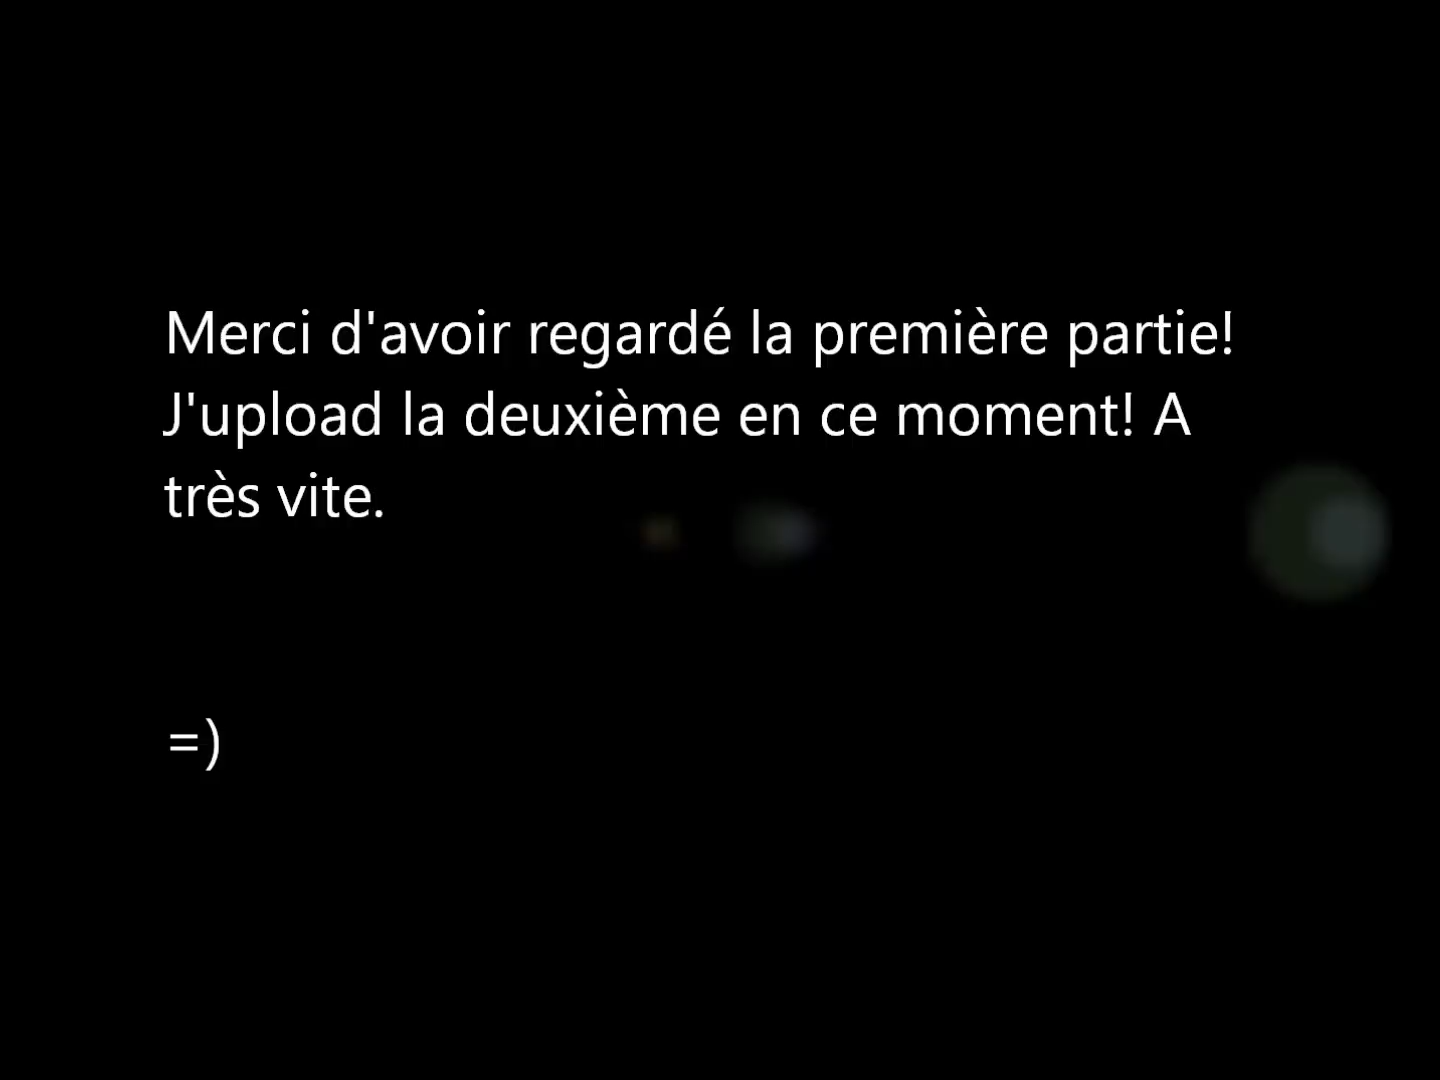 Merci d'avoir regardé la première partie!
J'upload la deuxième en ce moment! A
très vite.
=)